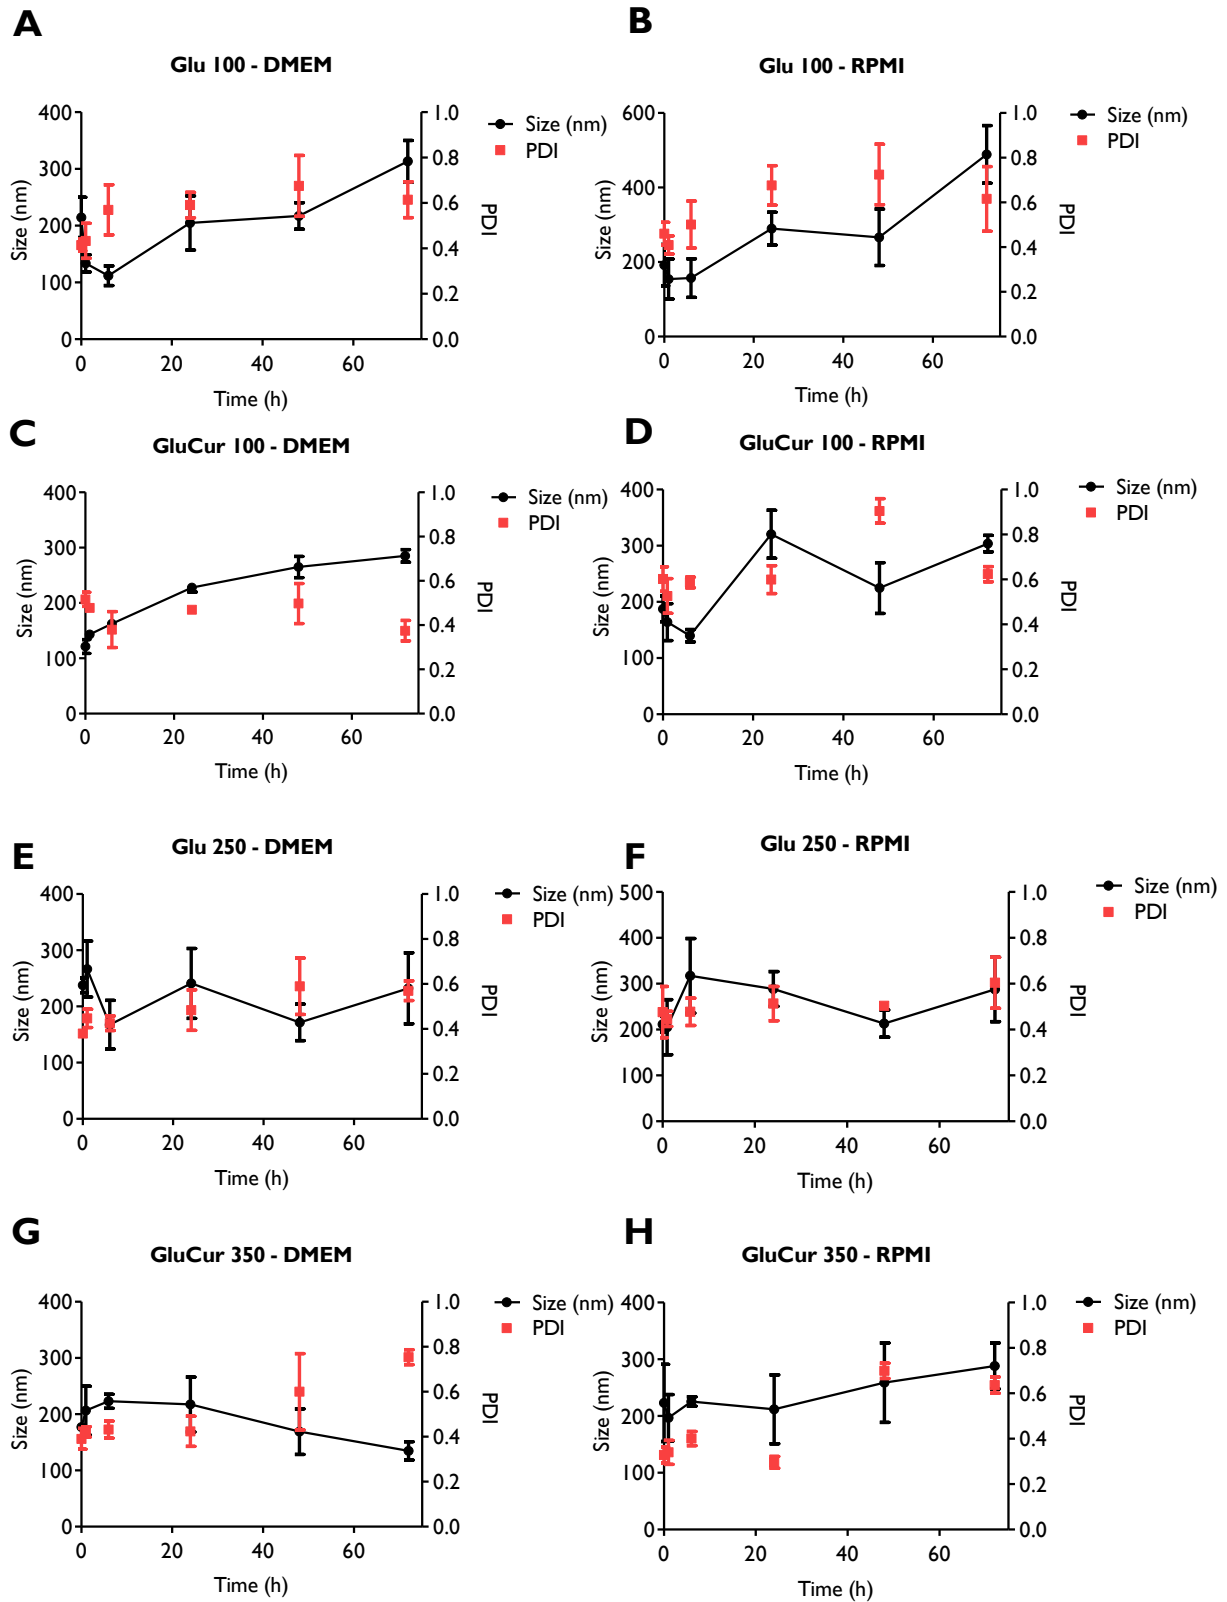 A
Glu 100 - DMEM
Size (nm)
PDI
400
300
200
100
0
1.0
0.8
0.6
0.4
0.2
0.0
Size (nm)
PDI
0 20 40 60
Time (h)
B
Glu 100 - RPMI
Size (nm)
PDI
600
400
200
0
1.0
0.8
0.6
0.4
0.2
0.0
Size (nm)
PDI
0 20 40 60
Time (h)
C
GluCur 100 - DMEM
Size (nm)
PDI
400
300
200
100
0
1.0
0.8
0.6
0.4
0.2
0.0
Size (nm)
PDI
0 20 40 60
Time (h)
D
GluCur 100 - RPMI
Size (nm)
PDI
400
300
200
100
0
1.0
0.8
0.6
0.4
0.2
0.0
Size (nm)
PDI
0 20 40 60
Time (h)
E
Glu 250 - DMEM
Size (nm)
PDI
400
300
200
100
0
1.0
0.8
0.6
0.4
0.2
0.0
Size (nm)
PDI
0 20 40 60
Time (h)
F
Glu 250 - RPMI
Size (nm)
PDI
500
400
300
200
100
0
1.0
0.8
0.6
0.4
0.2
0.0
Size (nm)
PDI
0 20 40 60
Time (h)
G
GluCur 350 - DMEM
Size (nm)
PDI
400
300
200
100
0
1.0
0.8
0.6
0.4
0.2
0.0
Size (nm)
PDI
0 20 40 60
Time (h)
H
GluCur 350 - RPMI
Size (nm)
PDI
400
300
200
100
0
1.0
0.8
0.6
0.4
0.2
0.0
Size (nm)
PDI
0 20 40 60
Time (h)